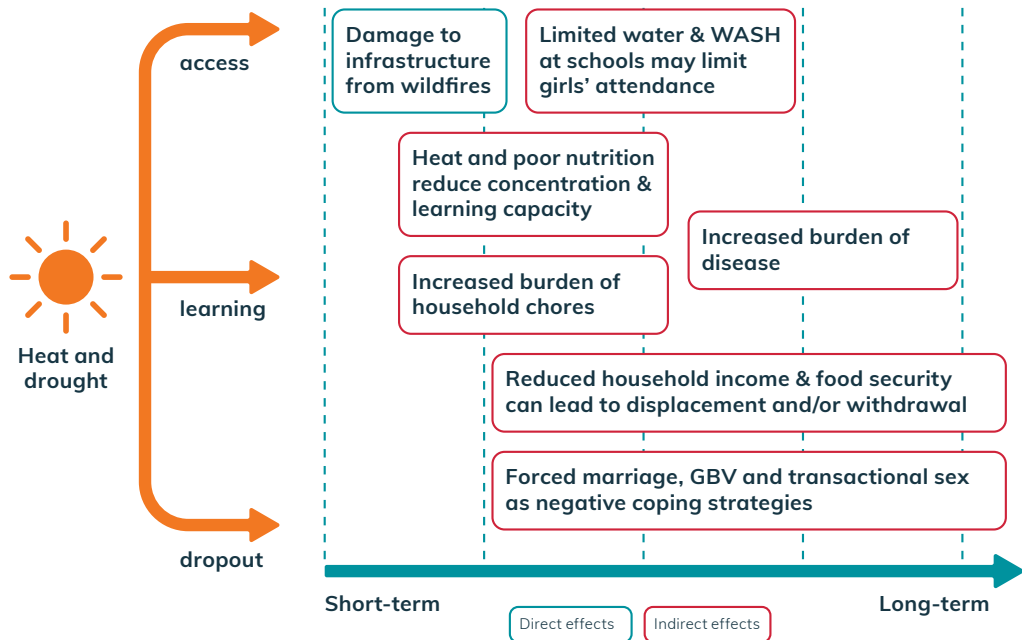 access
Damage to
infrastructure
from wildfires
Limited water & WASH
at schools may limit
girls’ attendance
Heat and poor nutrition
reduce concentration &
learning capacity
Increased burden of
disease
Increased burden of
household chores
learning
Heat and
drought
Reduced household income & food security
can lead to displacement and/or withdrawal
Forced marriage, GBV and transactional sex
as negative coping strategies
dropout
Short-term
Long-term
Direct effects
Indirect effects